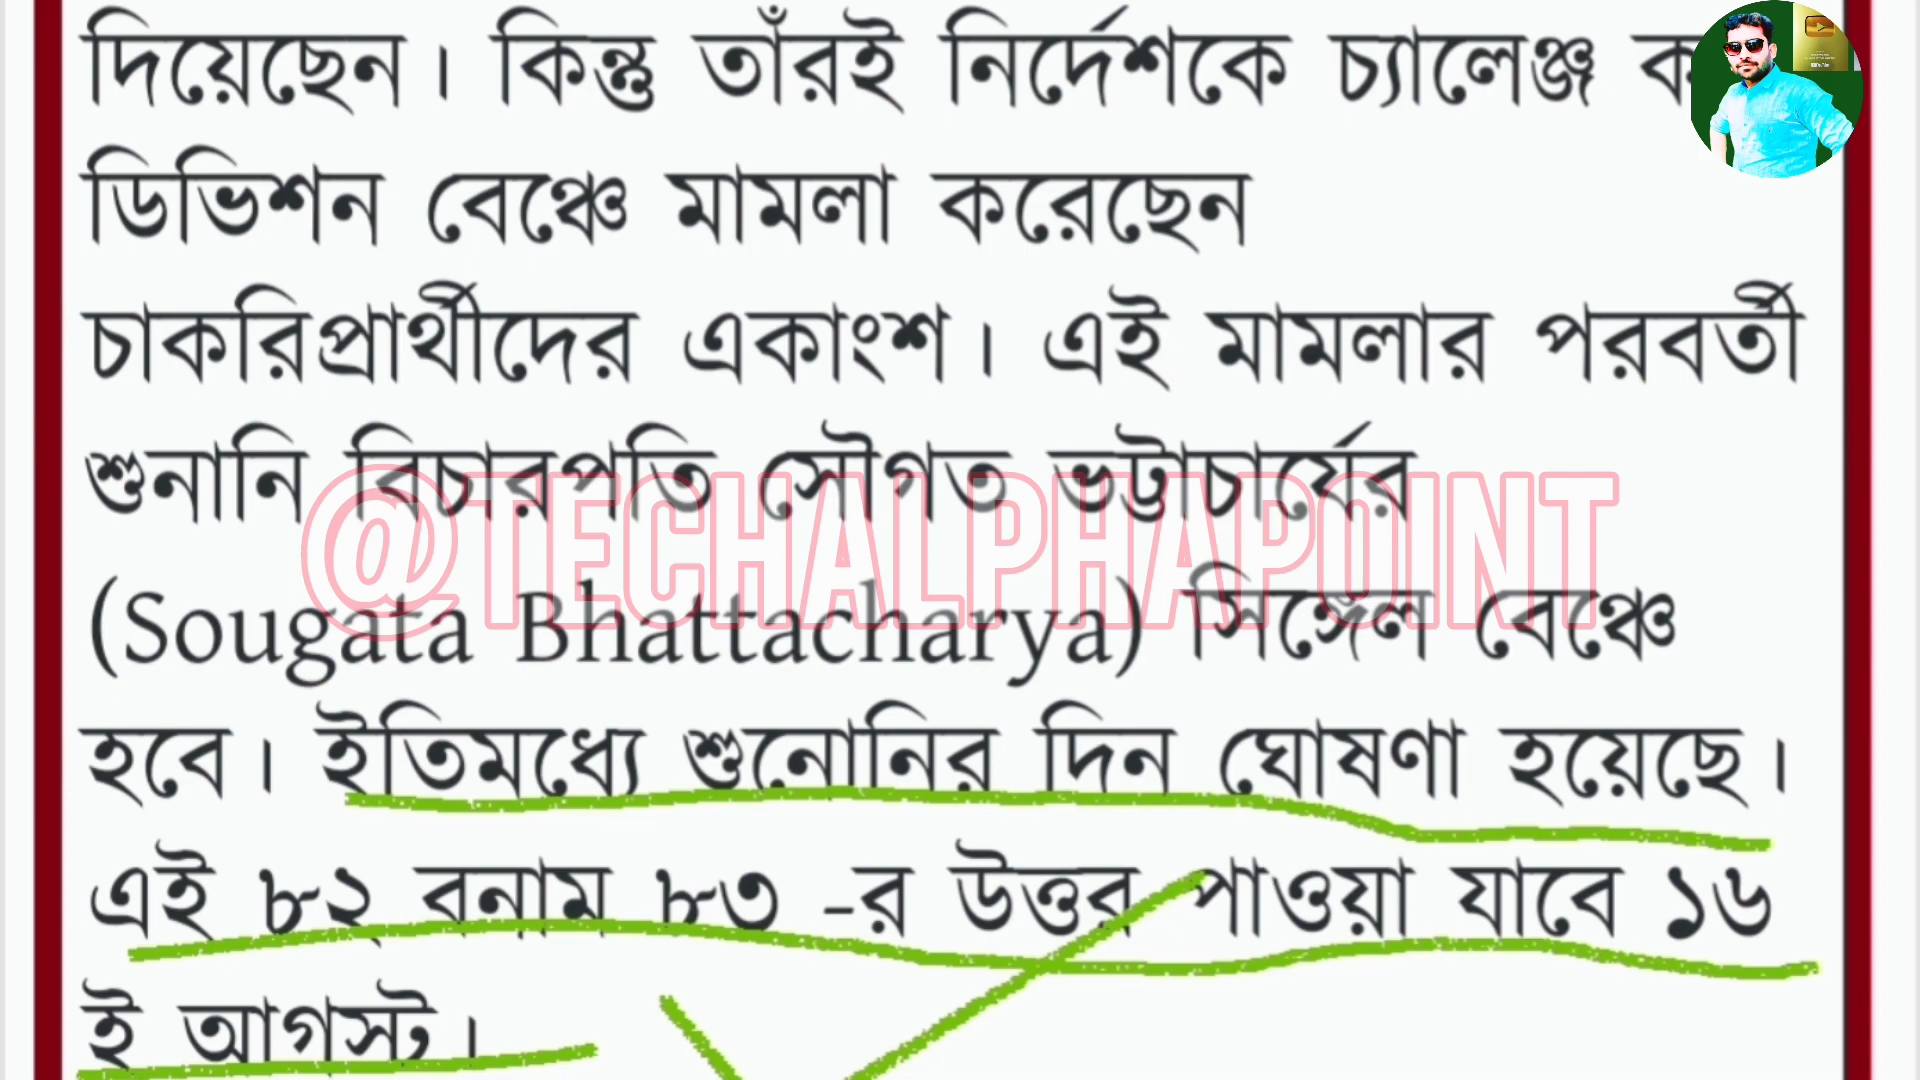 দিয়েছেন। কিন্তু তাঁরই নির্দেশকে চ্যালেঞ্জ
ডিভিশন বেঞ্চে মামলা করেছেন
চাকরিপ্রার্থীদের একাংশ। এই মামলার পরবর্তী
শুনানি বিচারপতি সৌগত ভট্টাচার্যের
@TECHALPHAPOINT
(Sougata Bhattacharya) সিঙ্গেল বেঞ্চে
হবে। ইতিমধ্যে শুনোনির দিন ঘোষণা হয়েছে।
এই ৮২ বনাম ৮৩ -র উত্তর পাওয়া যাবে ১৬
ই আগস্ট।